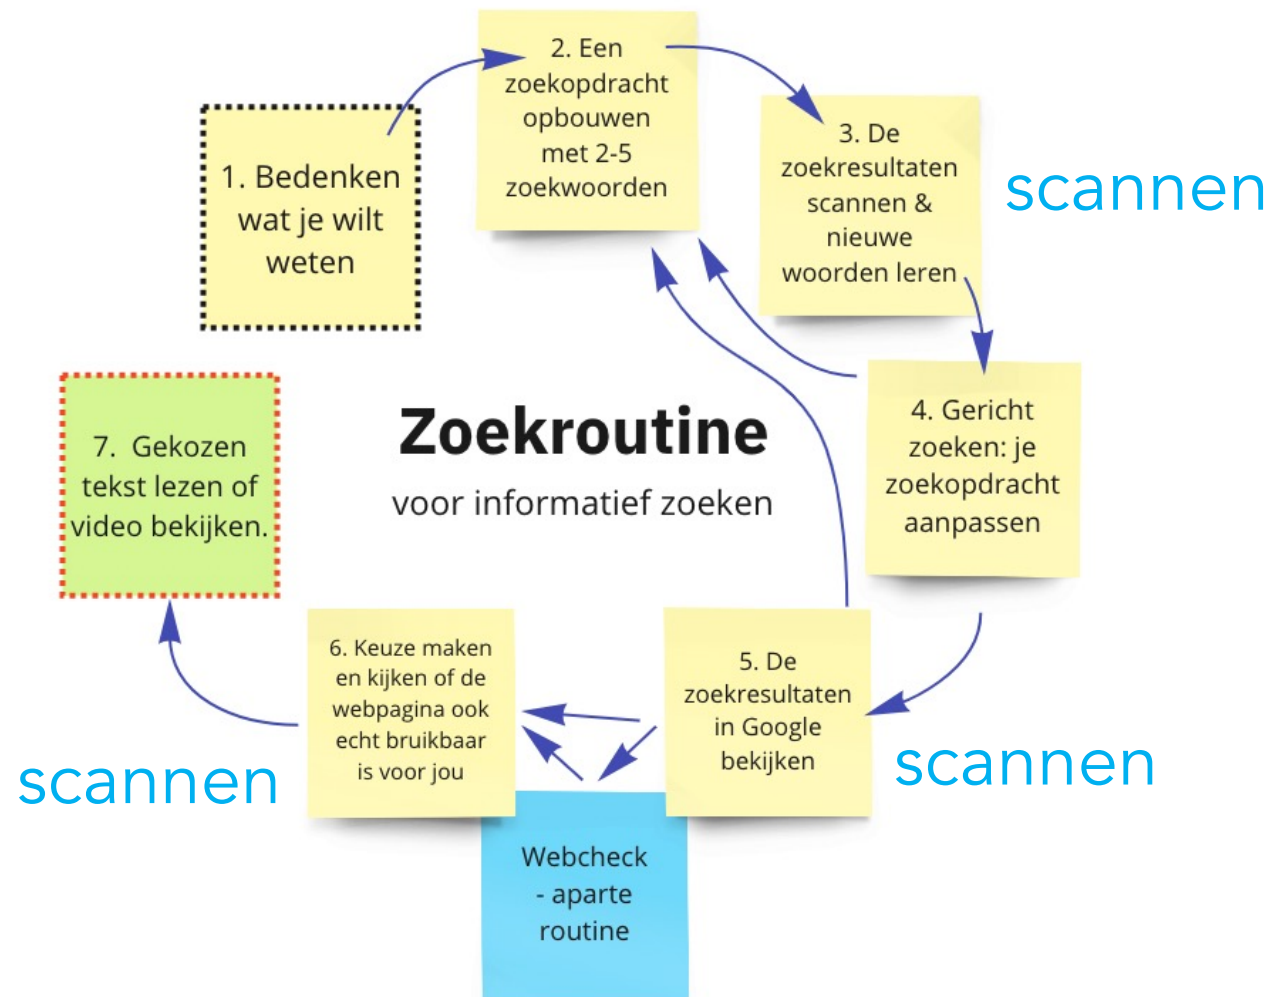 1. Bedenken
wat je wilt
weten
2. Een
zoekopdracht
opbouwen
met 2-5
zoekwoorden
3. De
zoekresultaten
scannen &
nieuwe
woorden leren
scannen
4. Gericht
zoeken: je
zoekopdracht
aanpassen
Zoekroutine
voor informatief zoeken
5. De
zoekresultaten
in Google
bekijken
scannen
Webcheck
- aparte
routine
6. Keuze maken
en kijken of de
webpagina ook
echt bruikbaar
is voor jou
scannen
7. Gekozen
tekst lezen of
video bekijken.